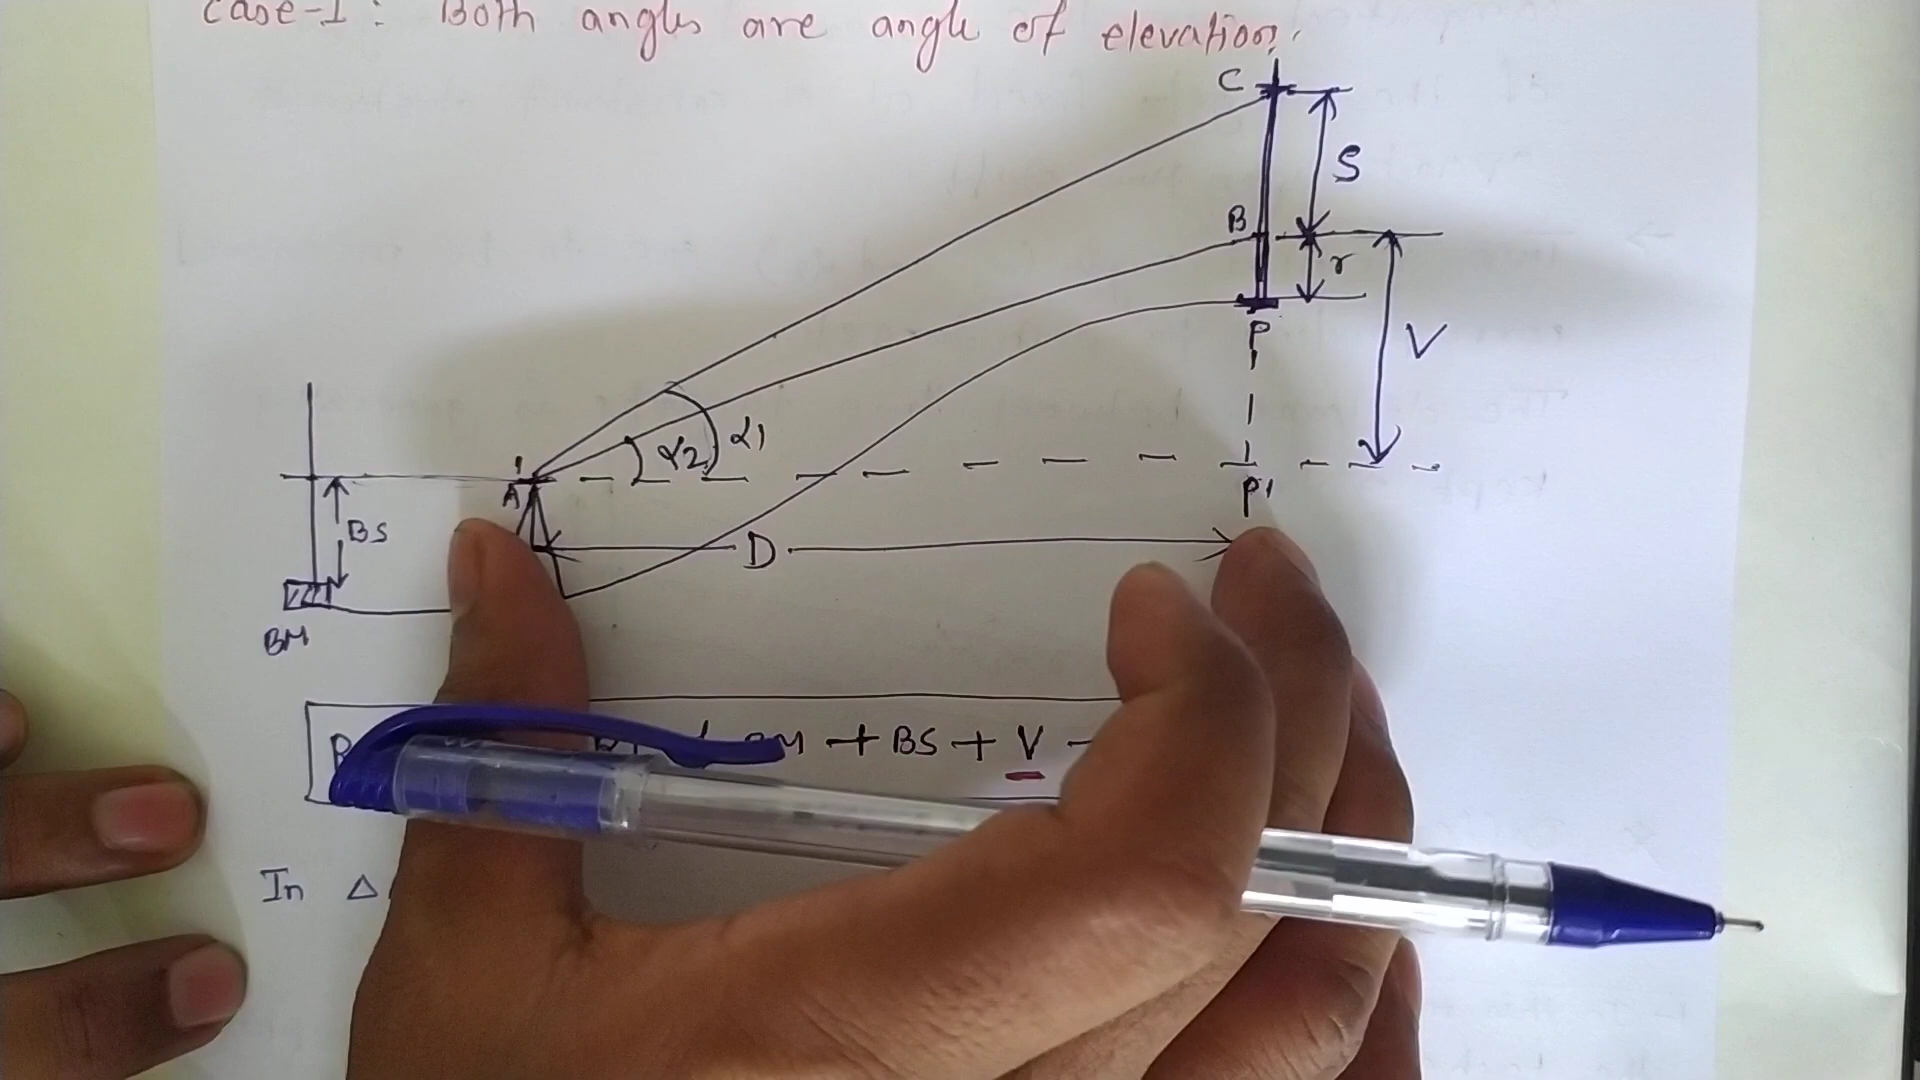 Case-I: Both angles are angle of elevation.
C
S
B
r
P
V
α2
α1
A
P'
BS
D
BM
+ BS + V -
In Δ